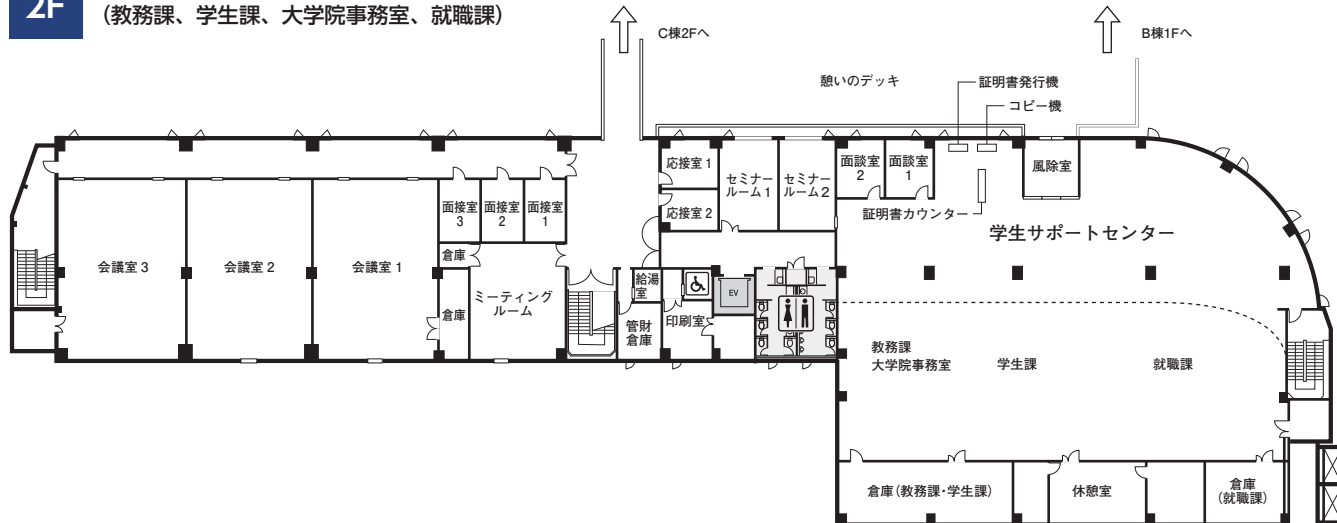 2F
(教務課、学生課、大学院事務室、就職課)
C棟2Fへ
B棟1Fへ
憩いのデッキ
証明書発行機
コピー機
応接室 1
応接室 2
セミナー
ルーム 1
セミナー
ルーム 2
面談室
2
面談室
1
風除室
証明書カウンター
学生サポートセンター
面接室
3
面接室
2
面接室
1
会議室 3
会議室 2
会議室 1
倉庫
倉庫
ミーティング
ルーム
給湯
室
管財
倉庫
印刷室
EV
教務課
大学院事務室
学生課
就職課
倉庫(教務課・学生課)
休憩室
倉庫
(就職課)